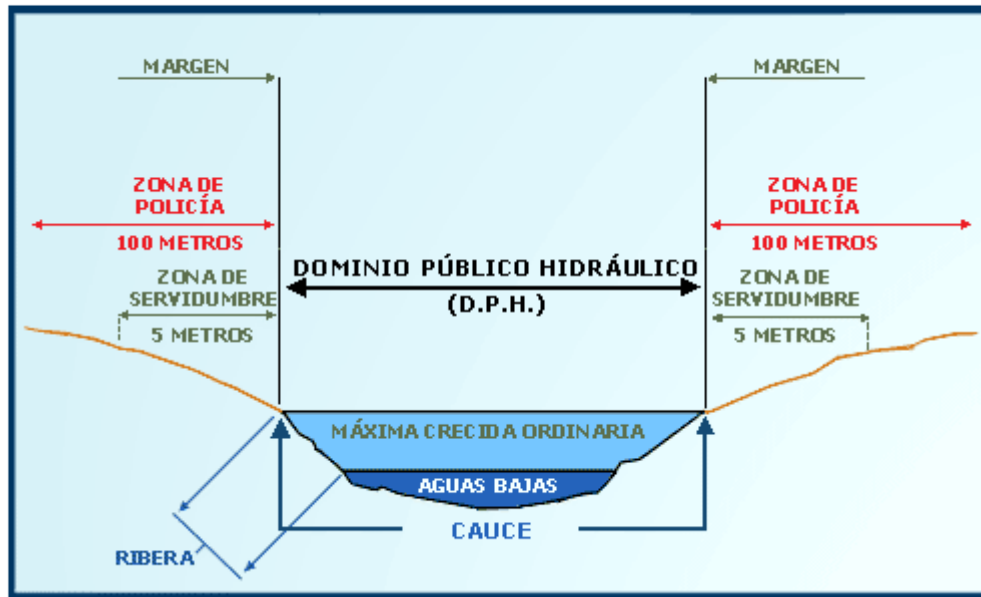 MARGEN
MARGEN
ZONA DE
POLICÍA
100 METROS
ZONA DE
POLICÍA
100 METROS
DOMINIO PÚBLICO HIDRÁULICO
(D.P.H.)
ZONA DE
SERVIDUMBRE
5 METROS
ZONA DE
SERVIDUMBRE
5 METROS
MÁXIMA CRECIDA ORDINARIA
AGUAS BAJAS
CAUCE
RIBERA